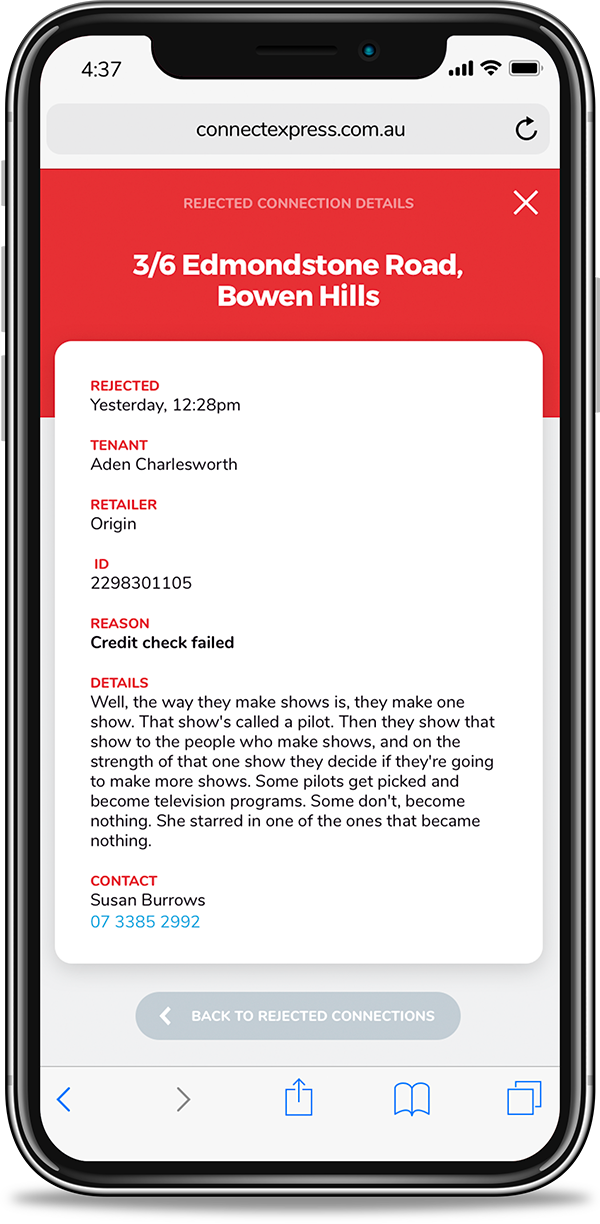 4:37
connectexpress.com.au
REJECTED CONNECTION DETAILS
3/6 Edmondstone Road,
Bowen Hills
REJECTED
Yesterday, 12:28pm
TENANT
Aden Charlesworth
RETAILER
Origin
ID
2298301105
REASON
Credit check failed
DETAILS
Well, the way they make shows is, they make one
show. That show's called a pilot. Then they show that
show to the people who make shows, and on the
strength of that one show they decide if they're going
to make more shows. Some pilots get picked and
become television programs. Some don't, become
nothing. She starred in one of the ones that became
nothing.
CONTACT
Susan Burrows
07 3385 2992
BACK TO REJECTED CONNECTIONS